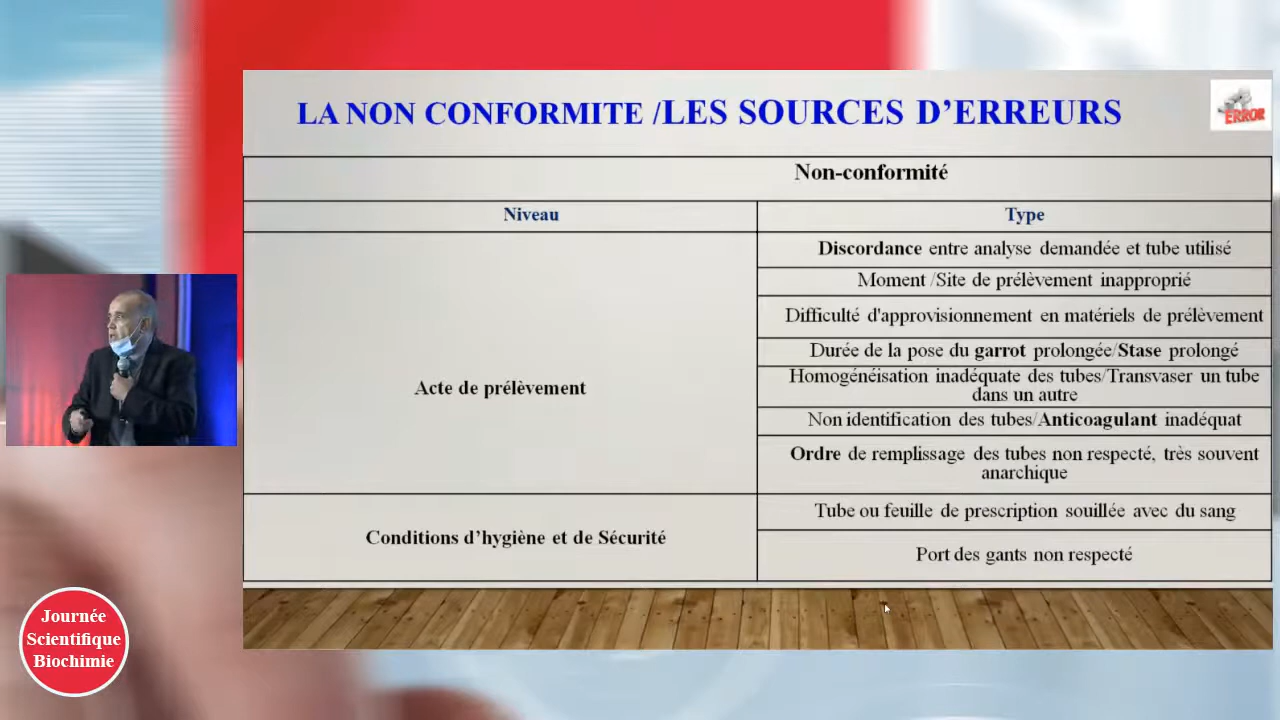 LA NON CONFORMITE /LES SOURCES D’ERREURS
ERROR
Non-conformité
Niveau
Type
Acte de prélèvement
Discordance entre analyse demandée et tube utilisé
Moment /Site de prélèvement inapproprié
Difficulté d'approvisionnement en matériels de prélèvement
Durée de la pose du garrot prolongée/Stase prolongé
Homogénéisation inadéquate des tubes/Transvaser un tube
dans un autre
Non identification des tubes/Anticoagulant inadéquat
Ordre de remplissage des tubes non respecté, très souvent
anarchique
Conditions d’hygiène et de Sécurité
Tube ou feuille de prescription souillée avec du sang
Port des gants non respecté
Journée
Scientifique
Biochimie